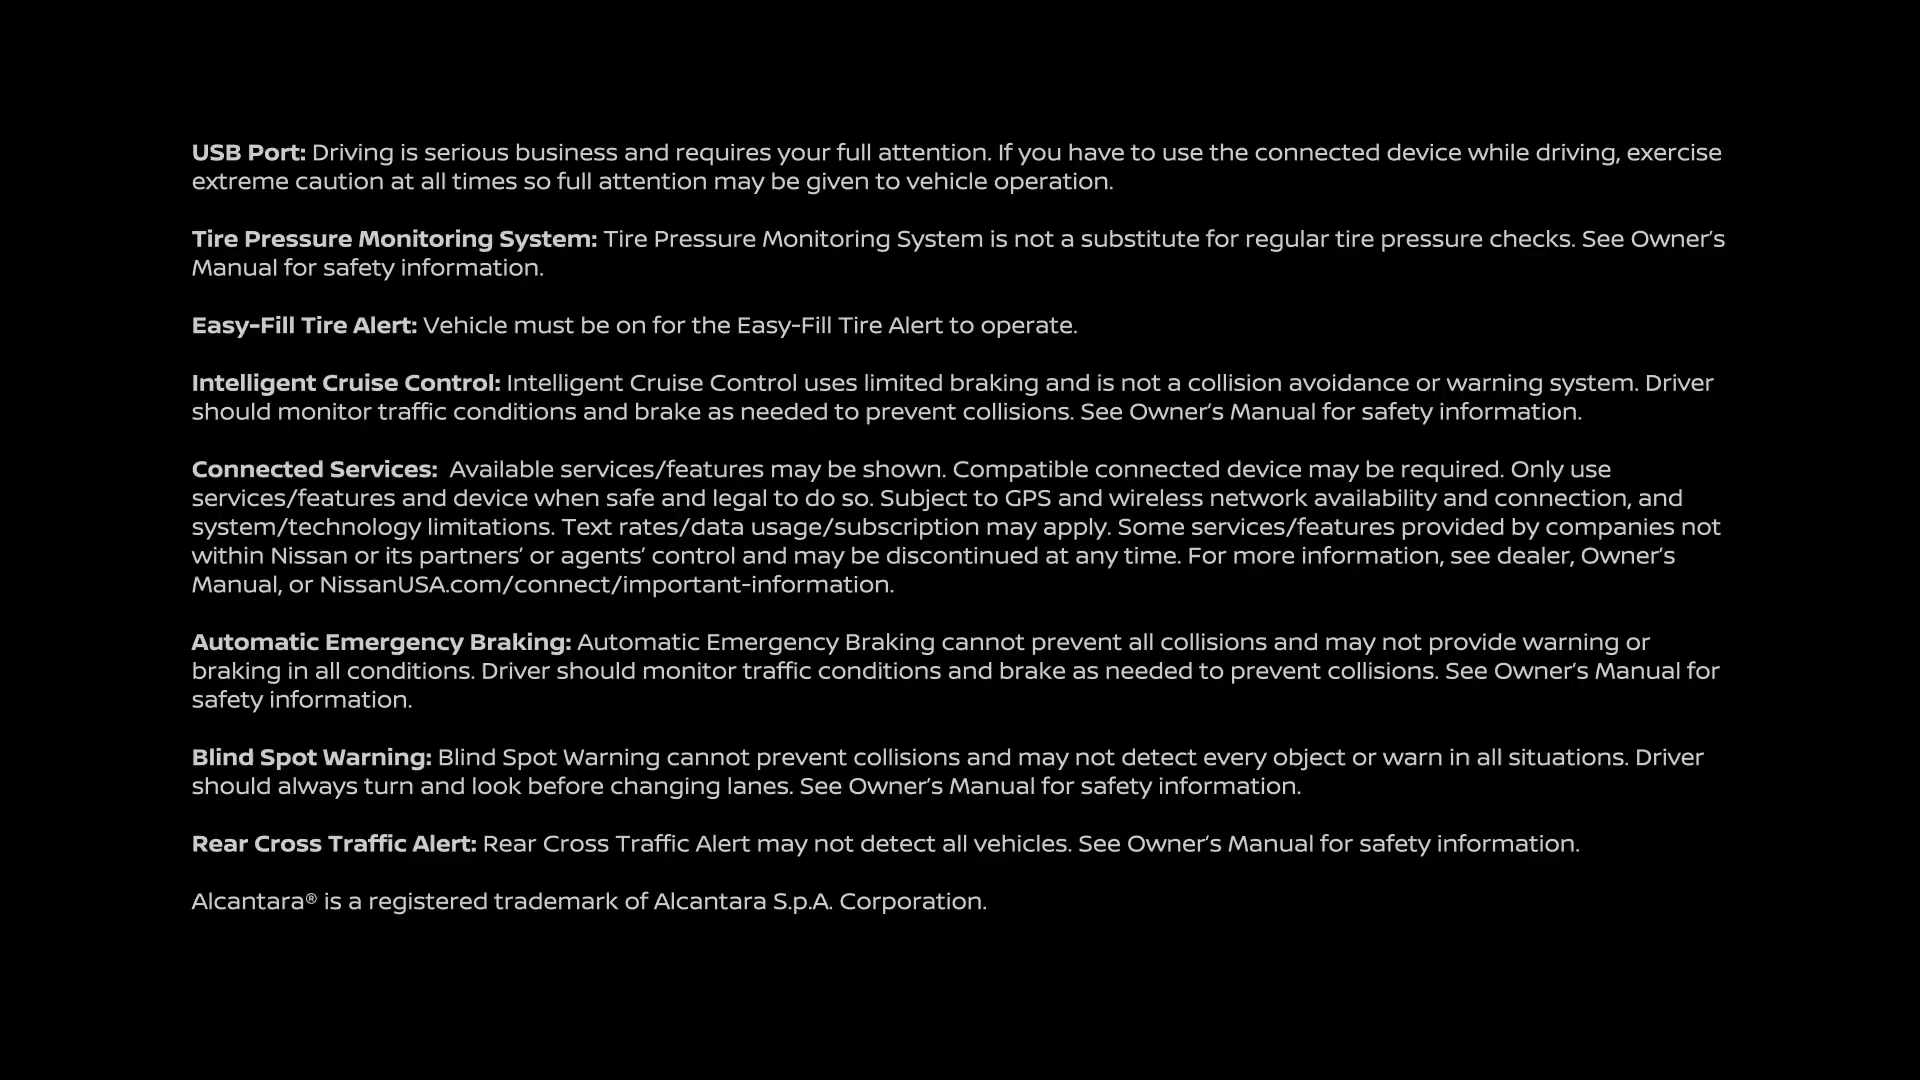 USB Port: Driving is serious business and requires your full attention. If you have to use the connected device while driving, exercise
extreme caution at all times so full attention may be given to vehicle operation.
Tire Pressure Monitoring System: Tire Pressure Monitoring System is not a substitute for regular tire pressure checks. See Owner’s
Manual for safety information.
Easy-Fill Tire Alert: Vehicle must be on for the Easy-Fill Tire Alert to operate.
Intelligent Cruise Control: Intelligent Cruise Control uses limited braking and is not a collision avoidance or warning system. Driver
should monitor traffic conditions and brake as needed to prevent collisions. See Owner’s Manual for safety information.
Connected Services:  Available services/features may be shown. Compatible connected device may be required. Only use
services/features and device when safe and legal to do so. Subject to GPS and wireless network availability and connection, and
system/technology limitations. Text rates/data usage/subscription may apply. Some services/features provided by companies not
within Nissan or its partners’ or agents’ control and may be discontinued at any time. For more information, see dealer, Owner’s
Manual, or NissanUSA.com/connect/important-information.
Automatic Emergency Braking: Automatic Emergency Braking cannot prevent all collisions and may not provide warning or
braking in all conditions. Driver should monitor traffic conditions and brake as needed to prevent collisions. See Owner’s Manual for
safety information.
Blind Spot Warning: Blind Spot Warning cannot prevent collisions and may not detect every object or warn in all situations. Driver
should always turn and look before changing lanes. See Owner’s Manual for safety information.
Rear Cross Traffic Alert: Rear Cross Traffic Alert may not detect all vehicles. See Owner’s Manual for safety information.
Alcantara® is a registered trademark of Alcantara S.p.A. Corporation.